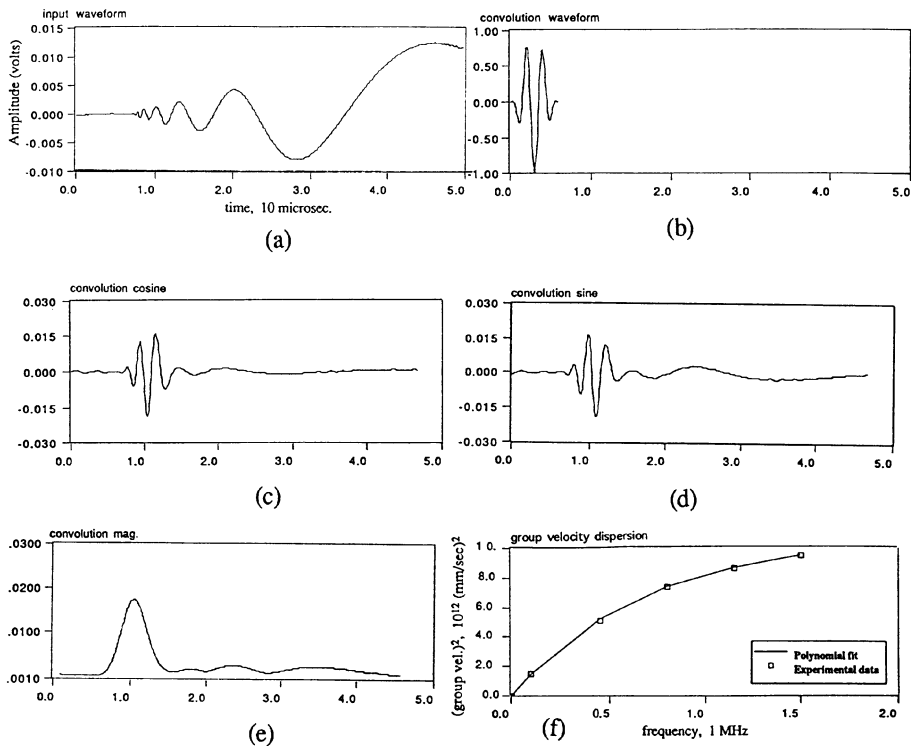 input waveform
0.015
0.010
0.005
0.000
-0.005
-0.010
Amplitude (volts)
0.0 1.0 2.0 3.0 4.0 5.0
time, 10 microsec.
(a)
convolution waveform
1.00
0.50
0.00
-0.50
-1.00
0.0 1.0 2.0 3.0 4.0 5.0
(b)
convolution cosine
0.030
0.015
0.000
-0.015
-0.030
0.0 1.0 2.0 3.0 4.0 5.0
(c)
convolution sine
0.030
0.015
0.000
-0.015
-0.030
0.0 1.0 2.0 3.0 4.0 5.0
(d)
convolution mag.
.0300
.0100
.0010
0.0 1.0 2.0 3.0 4.0 5.0
(e)
group velocity dispersion
1 0.
8.0
6.0
4.0
2.0
0.0
(group vel.)², 10¹² (mm/sec)²
Polynomial fit
Experimental data
0.0 0.5 1.0 1.5 2.0
frequency, 1 MHz
(f)